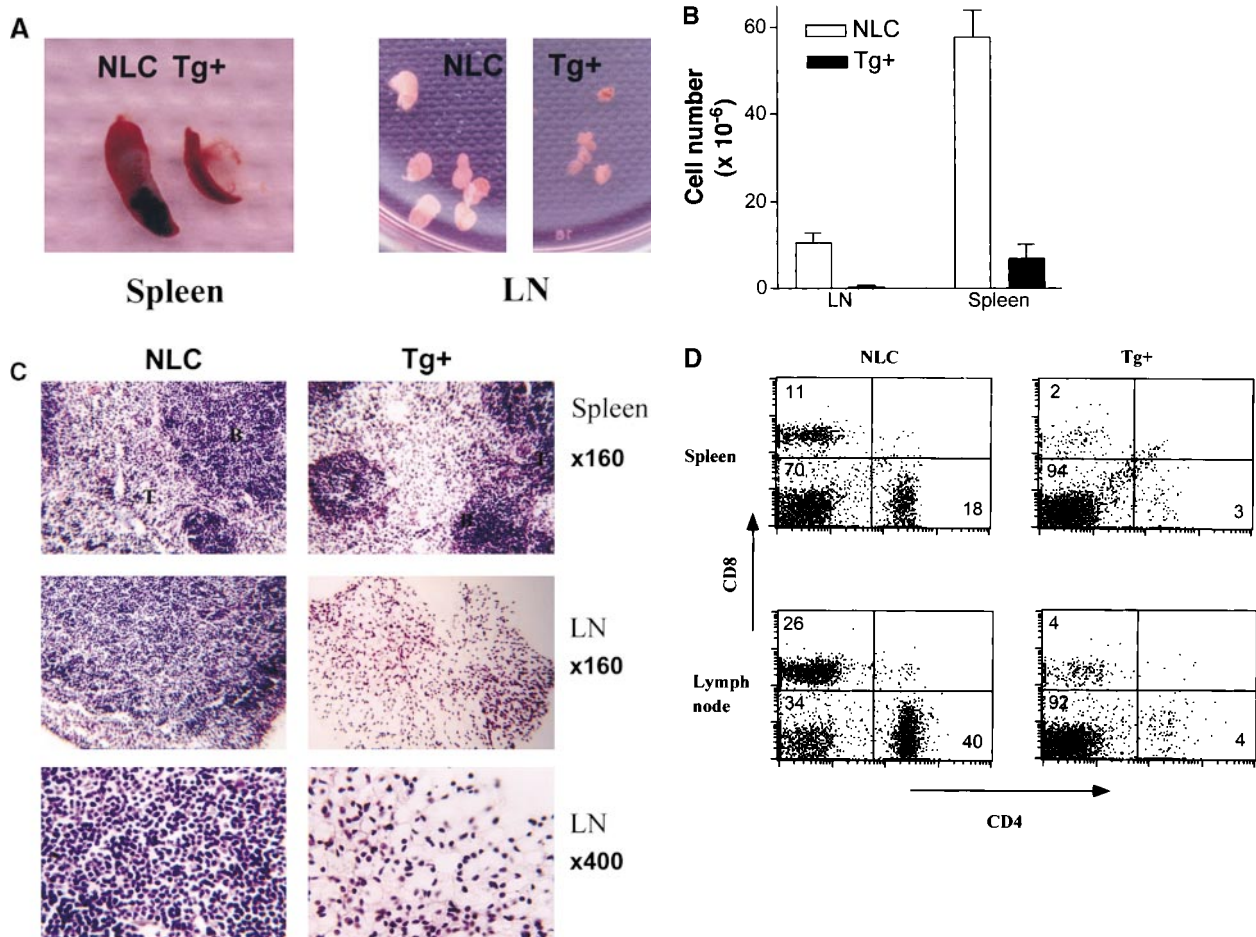 A
NLC Tg+
Spleen
NLC Tg+
LN
B
Cell number
(x 10-6)
60
40
20
0
NLC
Tg+
LN Spleen
C
NLC Tg+
B
T
Spleen
x160
LN
x160
LN
x400
D
NLC Tg+
Spleen
11
70
18
2
94
3
Lymph
node
26
34
40
4
92
4
CD8
CD4